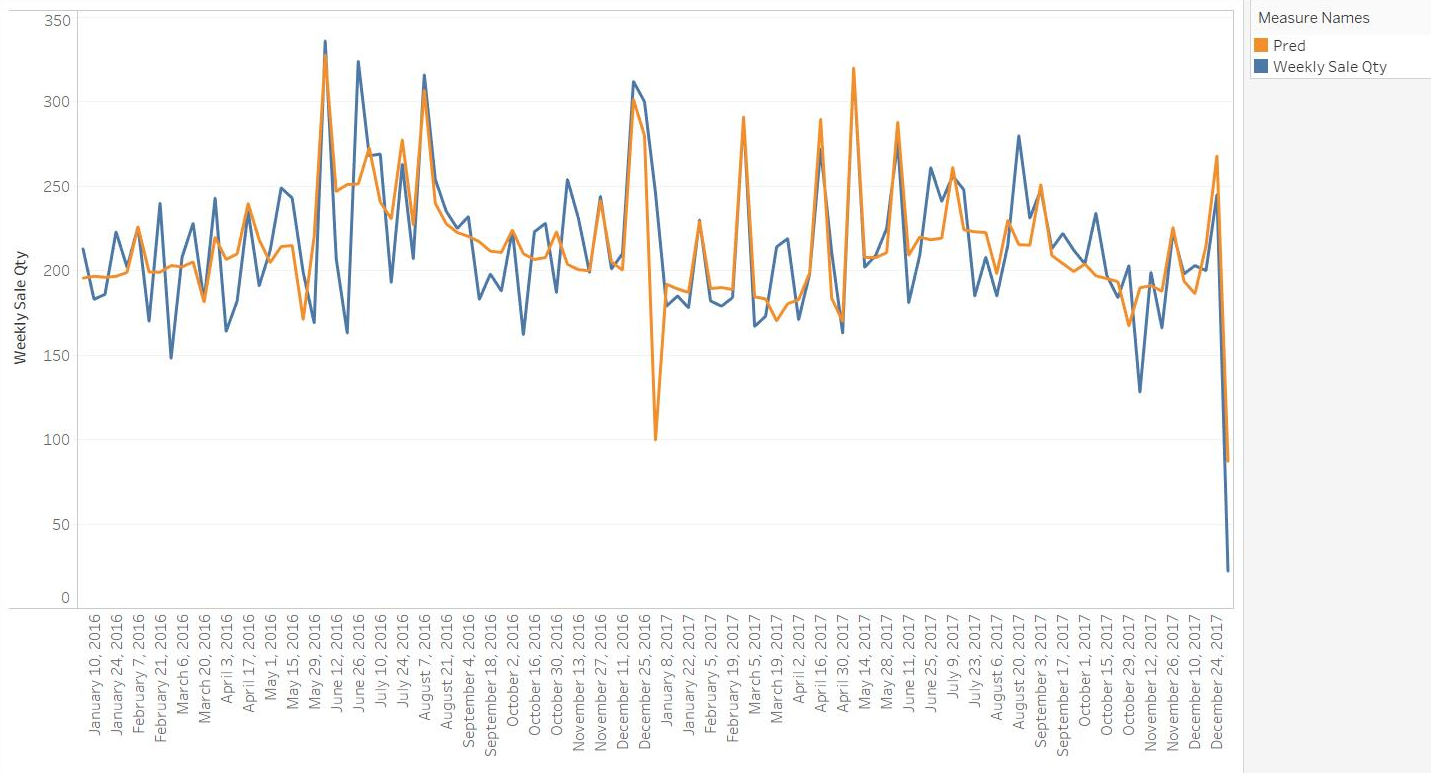 Measure Names
Pred
Weekly Sale Qty
Weekly Sale Qty
350
300
250
200
150
100
50
0
January 10, 2016
January 24, 2016
February 7, 2016
February 21, 2016
March 6, 2016
March 20, 2016
April 3, 2016
April 17, 2016
May 1, 2016
May 15, 2016
May 29, 2016
June 12, 2016
June 26, 2016
July 10, 2016
July 24, 2016
August 7, 2016
August 21, 2016
September 4, 2016
September 18, 2016
October 2, 2016
October 16, 2016
October 30, 2016
November 13, 2016
November 27, 2016
December 11, 2016
December 25, 2016
January 8, 2017
January 22, 2017
February 5, 2017
February 19, 2017
March 5, 2017
March 19, 2017
April 2, 2017
April 16, 2017
April 30, 2017
May 14, 2017
May 28, 2017
June 11, 2017
June 25, 2017
July 9, 2017
July 23, 2017
August 6, 2017
August 20, 2017
September 3, 2017
September 17, 2017
October 1, 2017
October 15, 2017
October 29, 2017
November 12, 2017
November 26, 2017
December 10, 2017
December 24, 2017